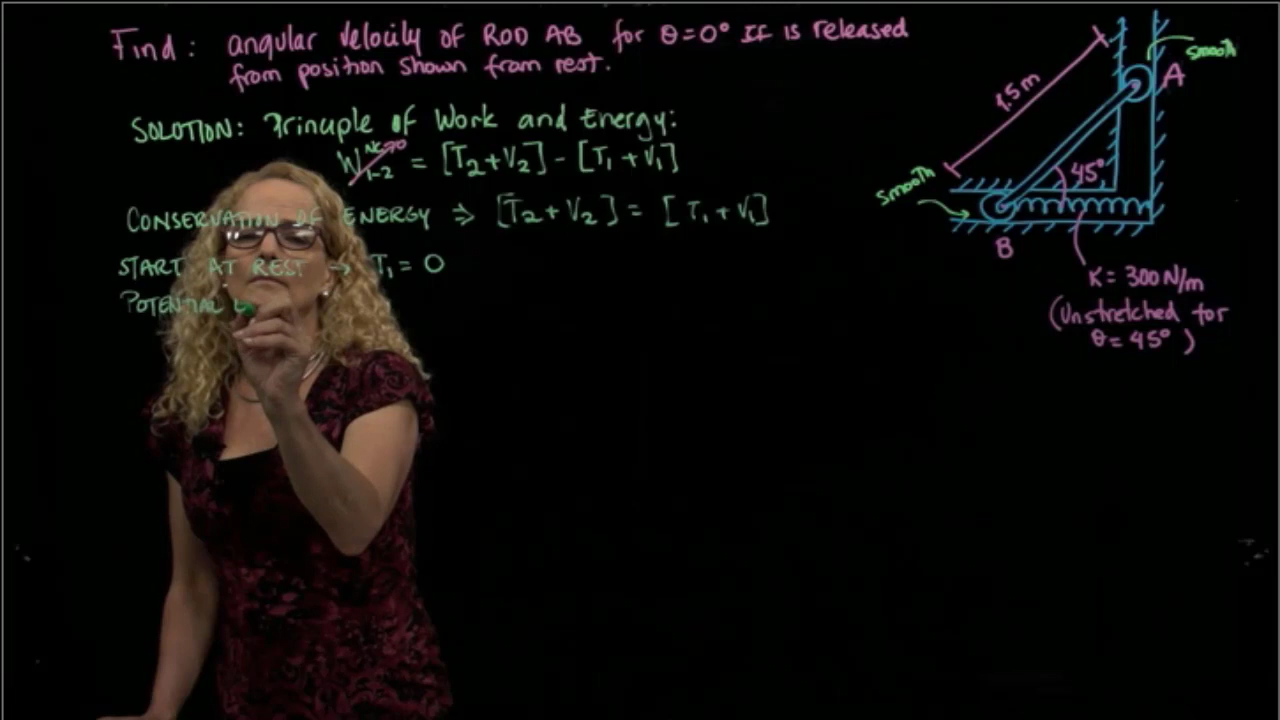 Find: angular velocity of ROD AB for θ=0° IF is released
from position shown from rest.
SOLUTION: Principle of Work and Energy:
W₁₋₂ᴺᶜ→0 = [T₂+V₂] - [T₁+V₁]
CONSERVATION OF ENERGY ⇒ [T₂+V₂] = [T₁+V₁]
START AT REST → T₁ = 0
POTENTIAL
1.5m
smooth
A
45°
smooth
B
K= 300 N/m
(Unstretched for
θ= 45°)